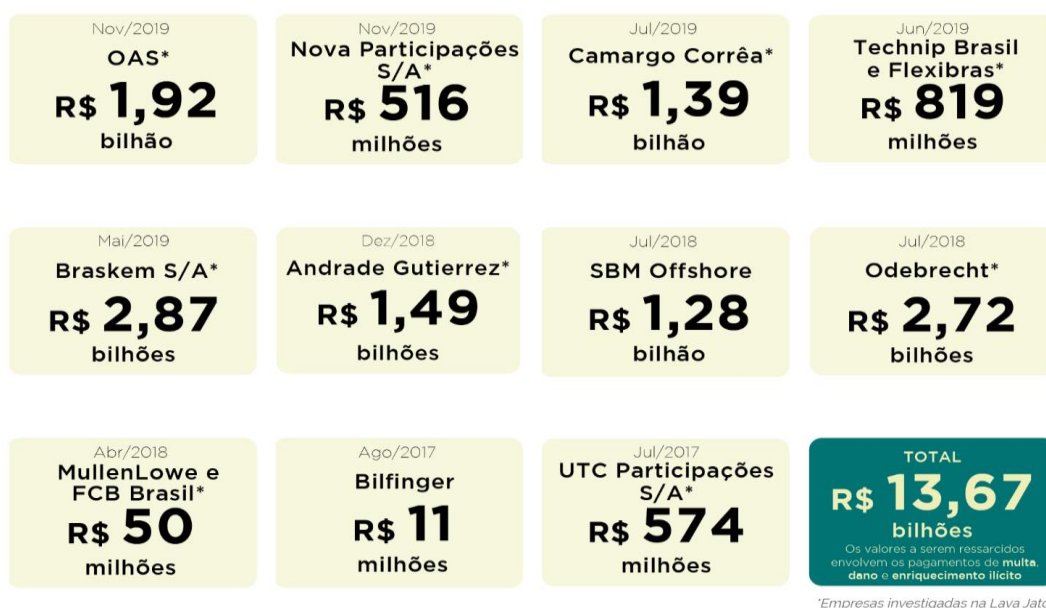 Nov/2019
OAS*
R$ 1,92
bilhão
Nov/2019
Nova Participações
S/A*
R$ 516
milhões
Jul/2019
Camargo Corrêa*
R$ 1,39
bilhão
Jun/2019
Technip Brasil
e Flexibras*
R$ 819
milhões
Mai/2019
Braskem S/A*
R$ 2,87
bilhões
Dez/2018
Andrade Gutierrez*
R$ 1,49
bilhões
Jul/2018
SBM Offshore
R$ 1,28
bilhão
Jul/2018
Odebrecht*
R$ 2,72
bilhões
Abr/2018
MullenLowe e
FCB Brasil*
R$ 50
milhões
Ago/2017
Bilfinger
R$ 11
milhões
Jul/2017
UTC Participações
S/A*
R$ 574
milhões
TOTAL
R$ 13,67
bilhões
Os valores a serem ressarcidos
envolvem os pagamentos de multa,
dano e enriquecimento ilícito
*Empresas investigadas na Lava Jato